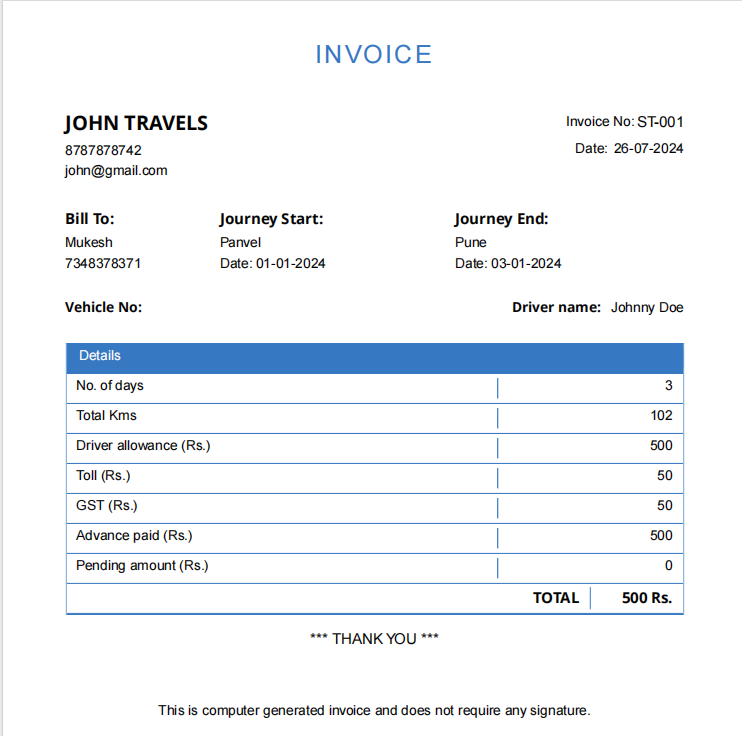 INVOICE
JOHN TRAVELS
Invoice No: ST-001
8787878742
Date: 26-07-2024
john@gmail.com
Bill To: Journey Start: Journey End:
Mukesh Panvel Pune
7348378371 Date: 01-01-2024 Date: 03-01-2024
Vehicle No: Driver name: Johnny Doe
Details
No. of days 3
Total Kms 102
Driver allowance (Rs.) 500
Toll (Rs.) 50
GST (Rs.) 50
Advance paid (Rs.) 500
Pending amount (Rs.) 0
TOTAL 500 Rs.
*** THANK YOU ***
This is computer generated invoice and does not require any signature.